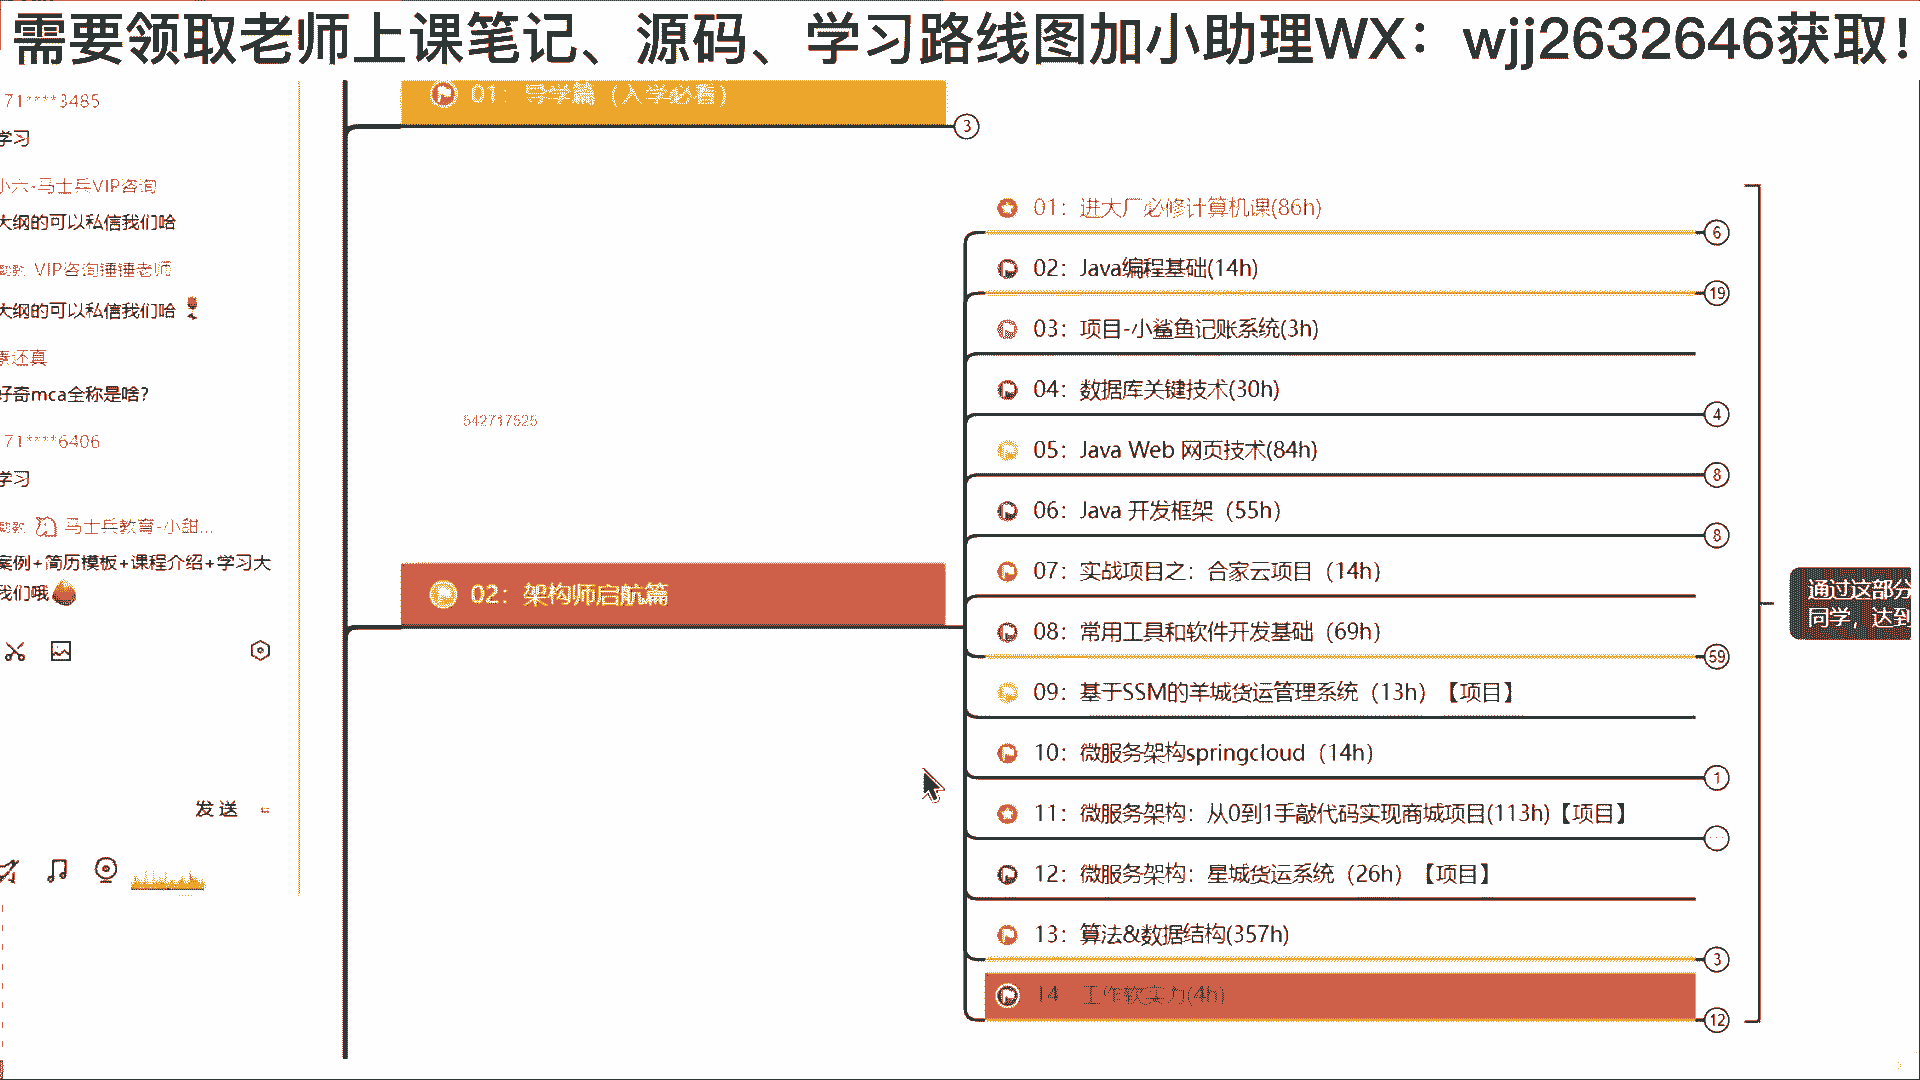 需要领取老师上课笔记、源码、学习路线图加小助理WX：wjj2632646获取！
71****3485
学习
小六-马士兵VIP咨询
大纲的可以私信我们哈
VIP咨询锤锤老师
大纲的可以私信我们哈
还真
好奇mca全称是啥？
71****6406
学习
马士兵教育-小甜...
案例+简历模板+课程介绍+学习大
我们哦
发送
01：导学篇（入学必看）
3
542717525
02：架构师启航篇
01：进大厂必修计算机课(86h)
6
02：Java编程基础(14h)
19
03：项目-小鲨鱼记账系统(3h)
04：数据库关键技术(30h)
4
05：Java Web 网页技术(84h)
8
06：Java 开发框架（55h）
8
07：实战项目之：合家云项目（14h）
08：常用工具和软件开发基础（69h）
59
09：基于SSM的羊城货运管理系统（13h）【项目】
10：微服务架构springcloud（14h）
1
11：微服务架构：从0到1手敲代码实现商城项目(113h)【项目】
...
12：微服务架构：星城货运系统（26h）【项目】
13：算法&数据结构(357h)
3
14 工作软实力(4h)
12
通过这部分
同学，达到